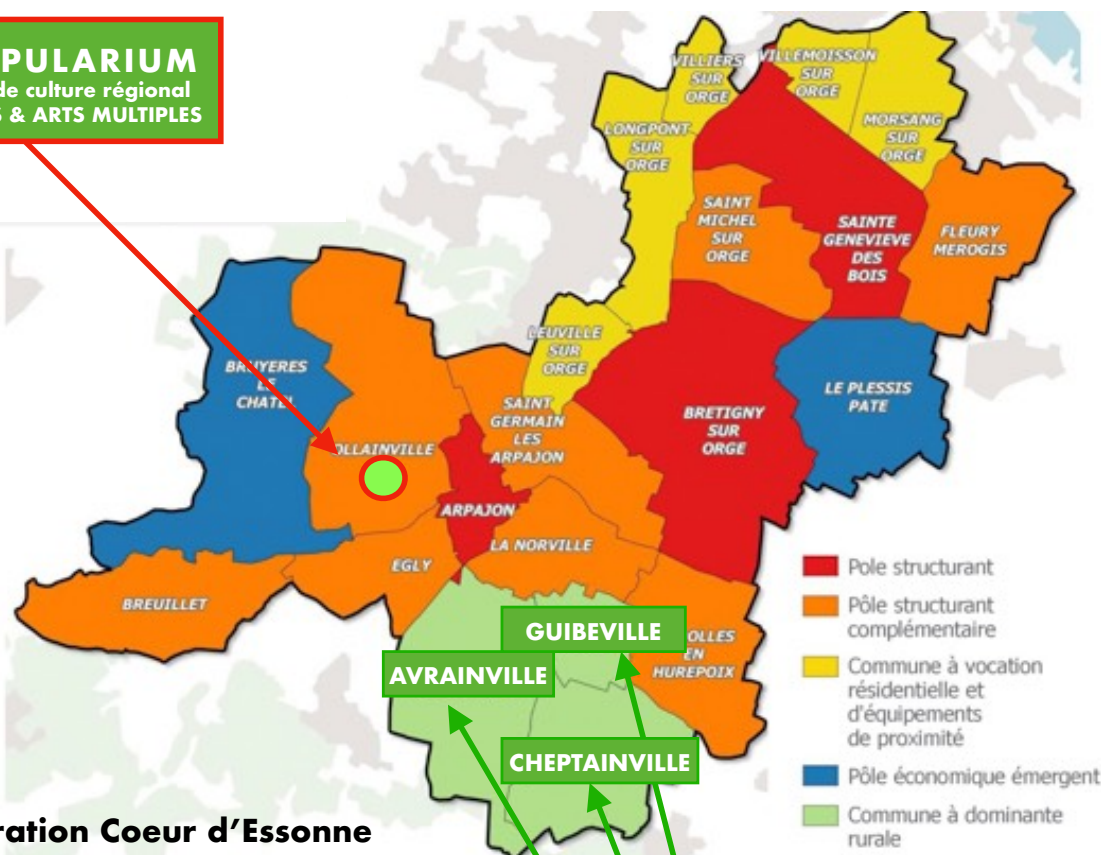 PULARIUM
de culture régional
S & ARTS MULTIPLES
VILLIERS
SUR
ORGE
VILLEMOISSON
SUR
ORGE
LONGPONT
SUR
ORGE
MORSANG
SUR
ORGE
SAINT
MICHEL
SUR
ORGE
SAINTE
GENEVIEVE
DES
BOIS
FLEURY
MEROGIS
LEUVILLE
SUR
ORGE
BRUYERES
LE
CHATEL
LE PLESSIS
PATE
SAINT
GERMAIN
LES
ARPAJON
BRETIGNY
SUR
ORGE
OLLAINVILLE
ARPAJON
LA NORVILLE
EGLY
BREUILLET
GUIBEVILLE
OLLES
EN
HUREPOIX
AVRAINVILLE
CHEPTAINVILLE
Pole structurant
Pôle structurant
complémentaire
Commune à vocation
résidentielle et
d'équipements
de proximité
Pôle économique émergent
Commune à dominante
rurale
ration Coeur d'Essonne